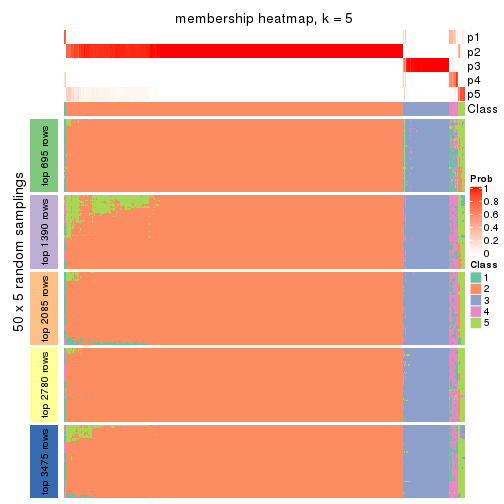 membership heatmap, k = 5
p1
p2
p3
p4
p5
Class
50 x 5 random samplings
top 695 rows
top 1390 rows
top 2085 rows
top 2780 rows
top 3475 rows
Prob
1
0.8
0.6
0.4
0.2
0
Class
1
2
3
4
5